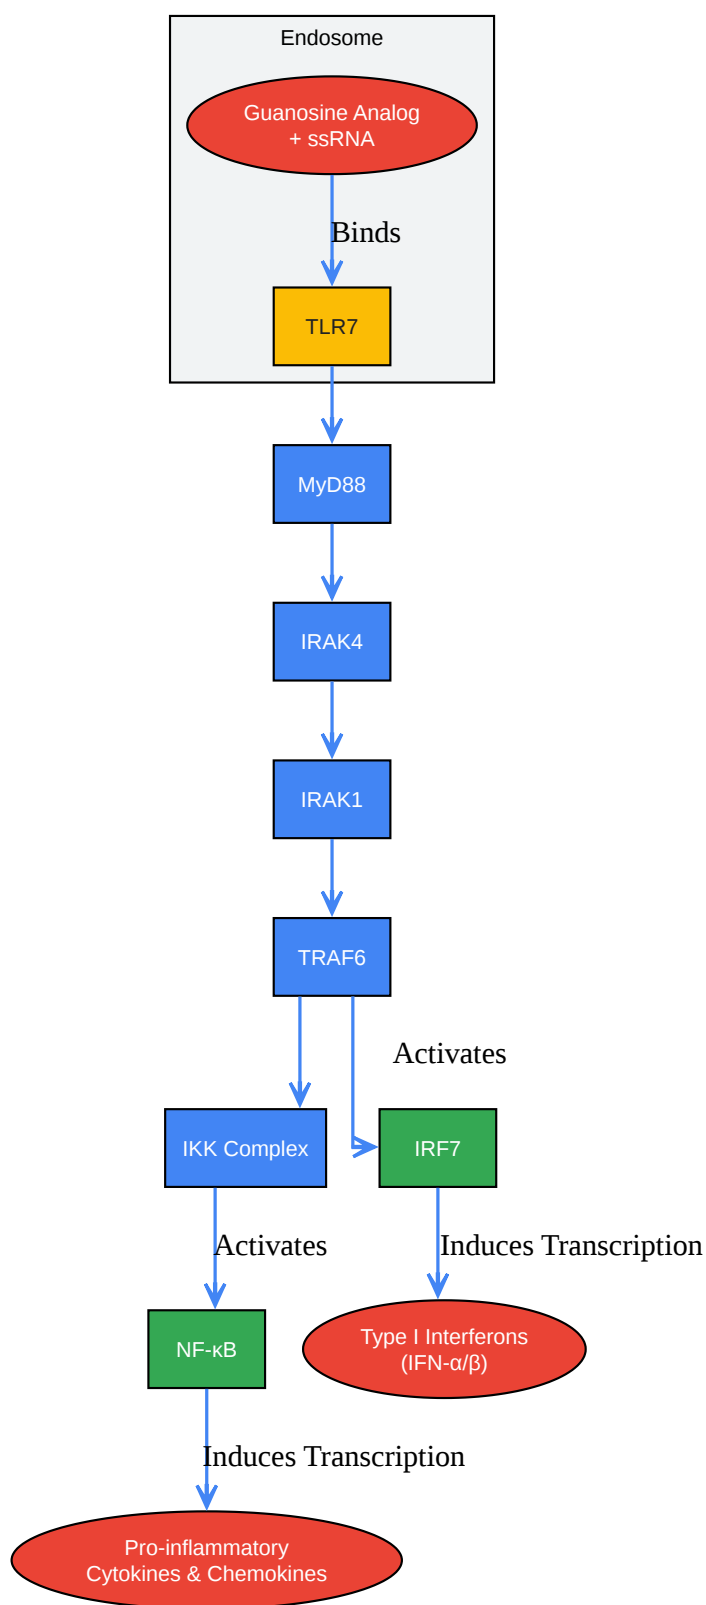 Endosome
Guanosine Analog
+ ssRNA
Binds
TLR7
MyD88
IRAK4
IRAK1
TRAF6
Activates
IKK Complex
IRF7
Activates
Induces Transcription
NF-κB
Type I Interferons
(IFN-α/β)
Induces Transcription
Pro-inflammatory
Cytokines & Chemokines